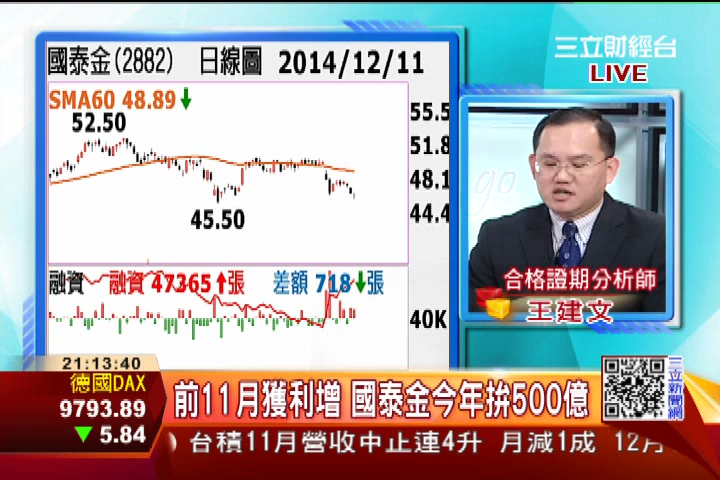 國泰金(2882) 日線圖 2014/12/11
SMA60 48.89↓
52.50
45.50
55.5
51.8
48.1
44.4
融資 融資 47365↑張 差額 718↓張
40K
三立財經台
LIVE
合格證期分析師
王建文
21:13:40
德國DAX
9793.89
▼5.84
前11月獲利增 國泰金今年拚500億
台積11月營收中止連4升 月減1成 12月
三立新聞網